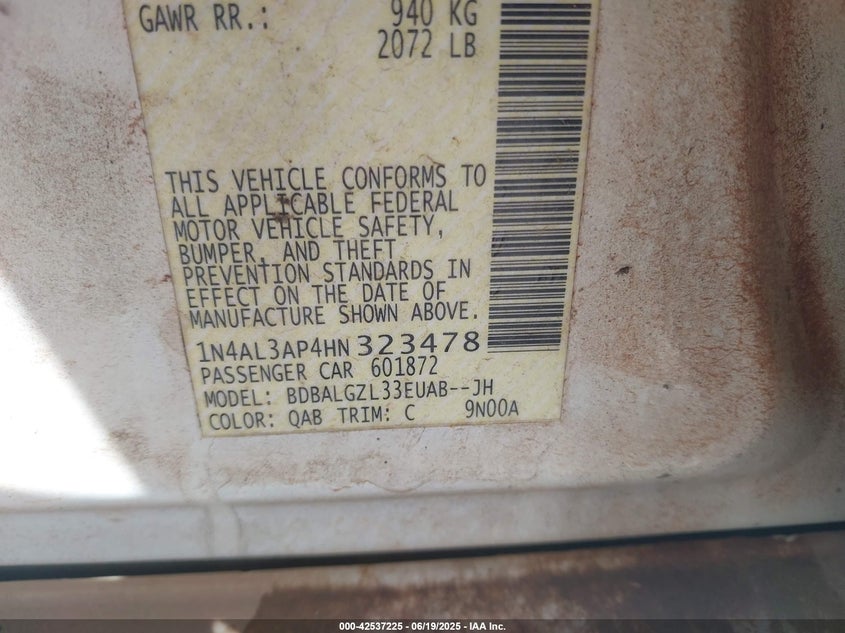 GAWR RR.: 940 KG
2072 LB
THIS VEHICLE CONFORMS TO
ALL APPLICABLE FEDERAL
MOTOR VEHICLE SAFETY,
BUMPER, AND THEFT
PREVENTION STANDARDS IN
EFFECT ON THE DATE OF
MANUFACTURE SHOWN ABOVE.
1N4AL3AP4HN323478
PASSENGER CAR 601872
MODEL: BDBALGZL33EUAB--JH
COLOR: QAB TRIM: C 9N00A
000-42537225 - 06/19/2025 - IAA Inc.